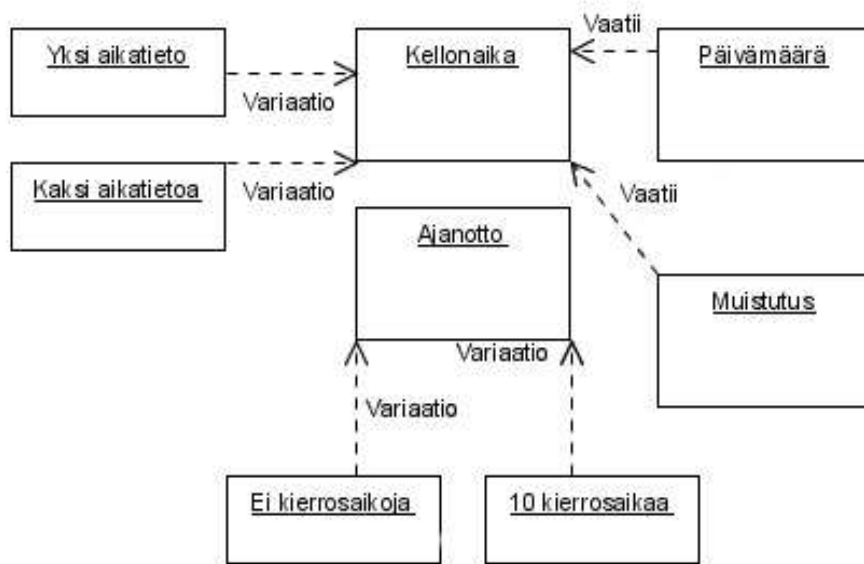 Vaatii
Yksi aikatieto
Kellonaika
Päivämäärä
Variaatio
Kaksi aikatietoa
Variaatio
Vaatii
Ajanotto
Muistutus
Variaatio
Variaatio
Ei kierrosaikoja
10 kierrosaikaa